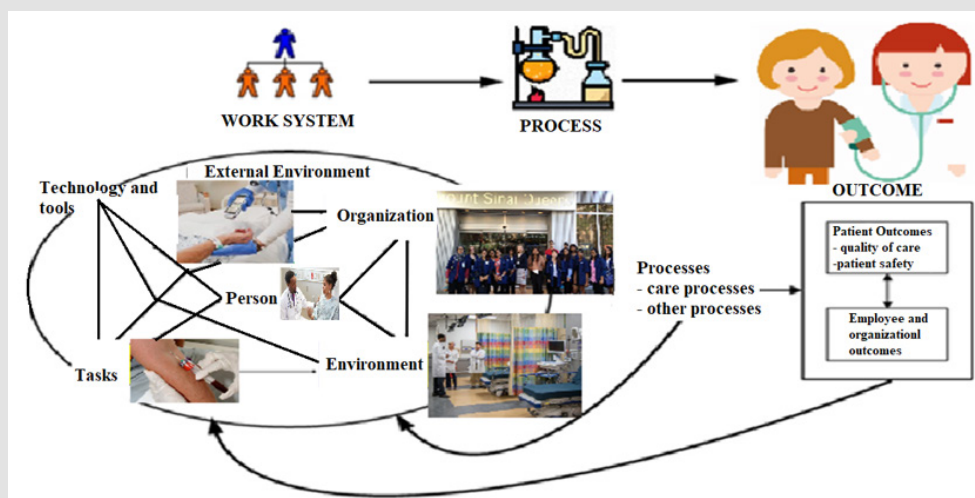 WORK SYSTEM
PROCESS
OUTCOME
External Environment
Technology and
tools
Organization
Person
Tasks
Environment
Processes
- care processes
- other processes
Patient Outcomes
- quality of care
-patient safety
Employee and
organizationl
outcomes